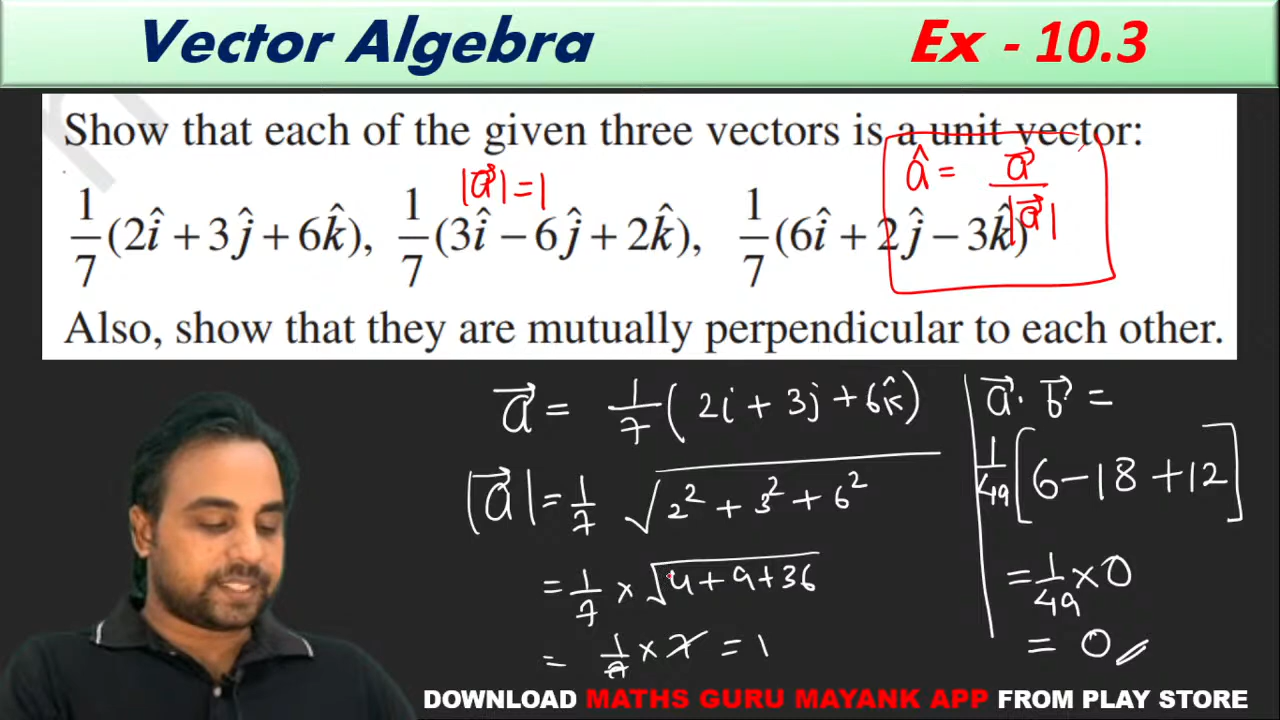 Vector Algebra Ex - 10.3
Show that each of the given three vectors is a unit vector:
|a⃗| = 1
â = a⃗ / |a⃗|
1/7 (2î + 3ĵ + 6k̂), 1/7 (3î − 6ĵ + 2k̂), 1/7 (6î + 2ĵ − 3k̂)
Also, show that they are mutually perpendicular to each other.
a⃗ = 1/7 (2i + 3j + 6k̂)
|a⃗| = 1/7 √(2² + 3² + 6²)
= 1/7 × √(4 + 9 + 36)
= 1/7 × 7 = 1
a⃗ · b⃗ =
1/49 [6 − 18 + 12]
= 1/49 × 0
= 0
DOWNLOAD MATHS GURU MAYANK APP FROM PLAY STORE